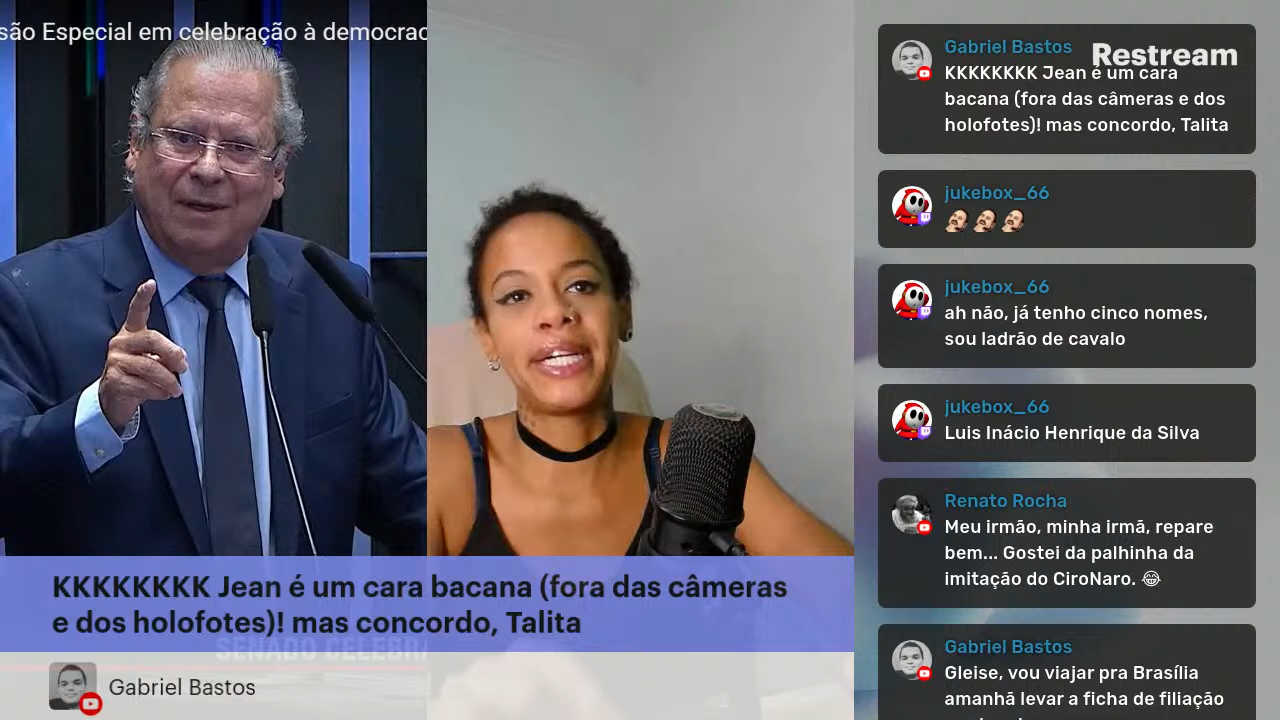 são Especial em celebração à democrac
KKKKKKKK Jean é um cara bacana (fora das câmeras
e dos holofotes)! mas concordo, Talita
SENADO CELEBRA
Gabriel Bastos
Restream
Gabriel Bastos
KKKKKKKK Jean é um cara
bacana (fora das câmeras e dos
holofotes)! mas concordo, Talita
jukebox_66
jukebox_66
ah não, já tenho cinco nomes,
sou ladrão de cavalo
jukebox_66
Luis Inácio Henrique da Silva
Renato Rocha
Meu irmão, minha irmã, repare
bem... Gostei da palhinha da
imitação do CiroNaro. 😂
Gabriel Bastos
Gleise, vou viajar pra Brasília
amanhã levar a ficha de filiação